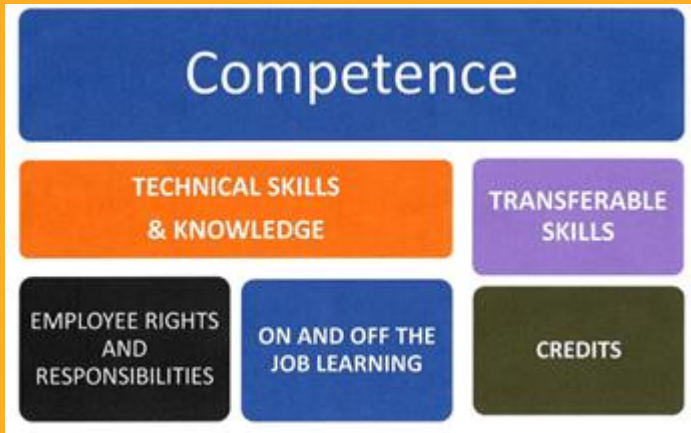 Competence
TECHNICAL SKILLS
& KNOWLEDGE
TRANSFERABLE
SKILLS
EMPLOYEE RIGHTS
AND
RESPONSIBILITIES
ON AND OFF THE
JOB LEARNING
CREDITS